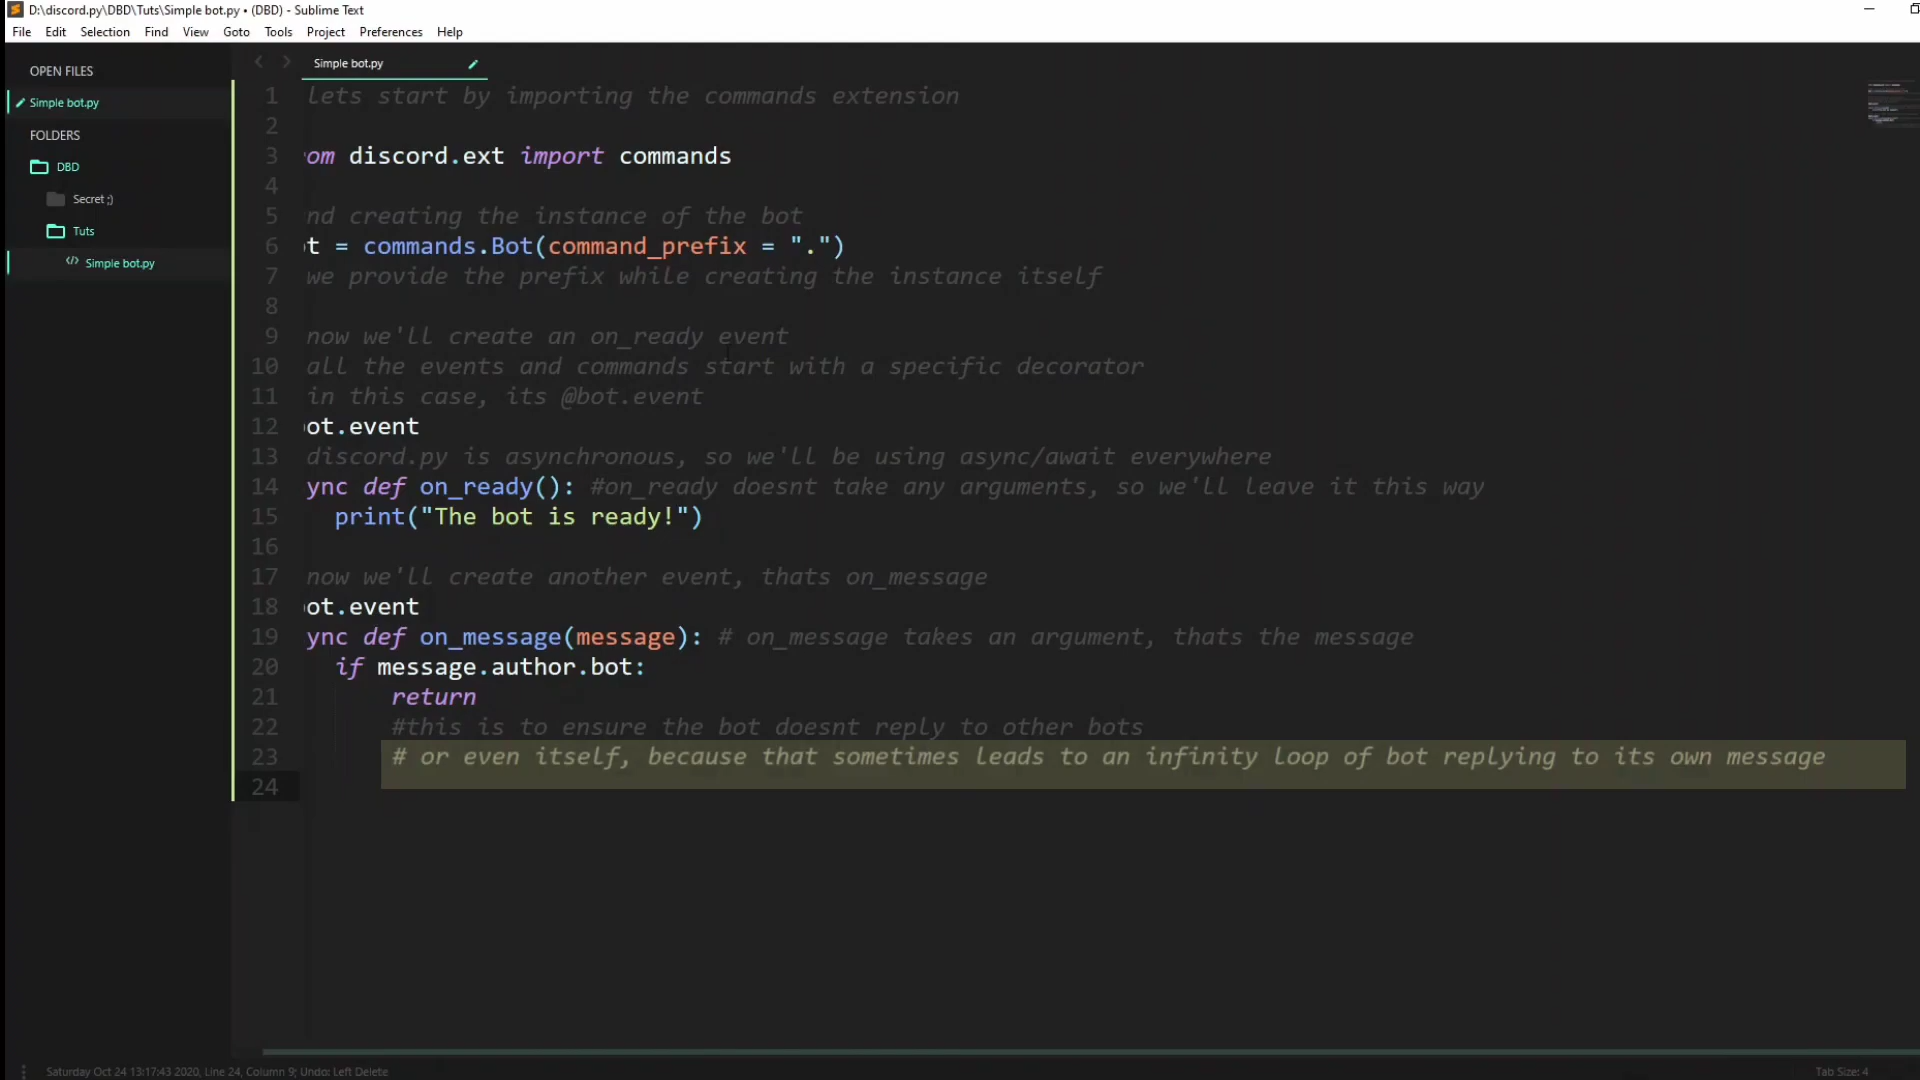 D:\discord.py\DBD\Tuts\Simple bot.py • (DBD) - Sublime Text
File Edit Selection Find View Goto Tools Project Preferences Help
OPEN FILES
Simple bot.py
FOLDERS
DBD
Secret ;)
Tuts
Simple bot.py
Simple bot.py
1 Lets start by importing the commands extension
2
3 om discord.ext import commands
4
5 nd creating the instance of the bot
6 ot = commands.Bot(command_prefix = ".")
7 we provide the prefix while creating the instance itself
8
9 now we'll create an on_ready event
10 all the events and commands start with a specific decorator
11 in this case, its @bot.event
12 ot.event
13 discord.py is asynchronous, so we'll be using async/await everywhere
14 ync def on_ready(): #on_ready doesnt take any arguments, so we'll leave it this way
15 print("The bot is ready!")
16
17 now we'll create another event, thats on_message
18 ot.event
19 ync def on_message(message): # on_message takes an argument, thats the message
20 if message.author.bot:
21 return
22 #this is to ensure the bot doesnt reply to other bots
23 # or even itself, because that sometimes leads to an infinity loop of bot replying to its own message
24
Saturday Oct 24 13:17:43 2020, Line 24, Column 9; Undo: Left Delete
Tab Size: 4